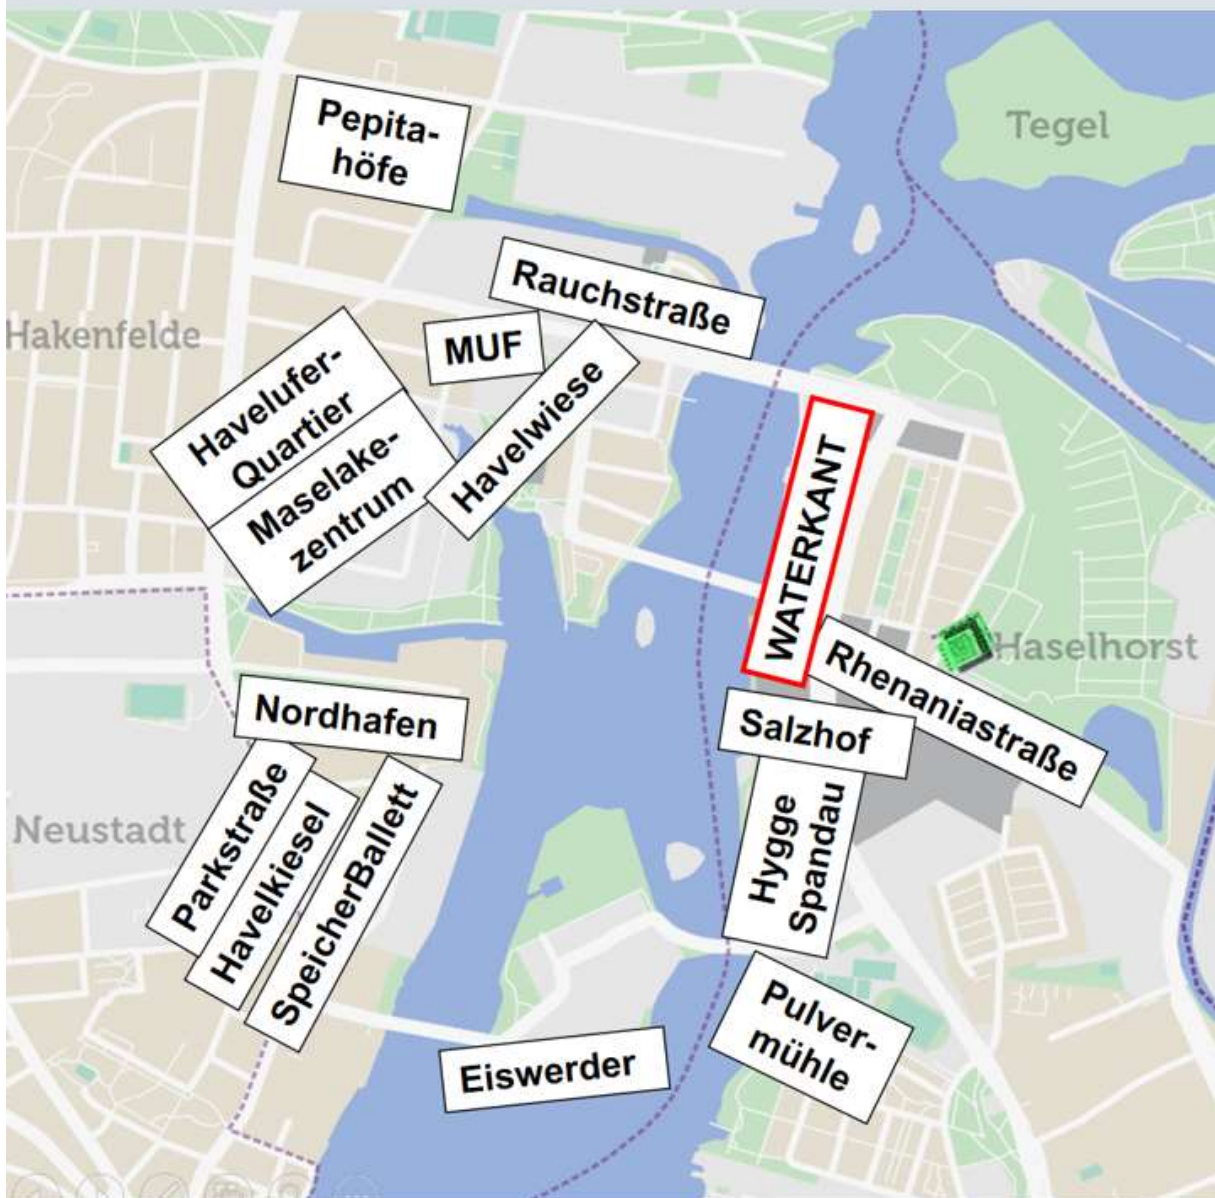 Pepita-
höfe
Tegel
Rauchstraße
Hakenfelde
MUF
Havelufer-
Quartier
Havelwiese
Maselake-
zentrum
WATERKANT
Haselhorst
Rhenaniastraße
Nordhafen
Salzhof
Neustadt
Parkstraße
Havelkiesel
SpeicherBallett
Hygge
Spandau
Pulver-
mühle
Eiswerder